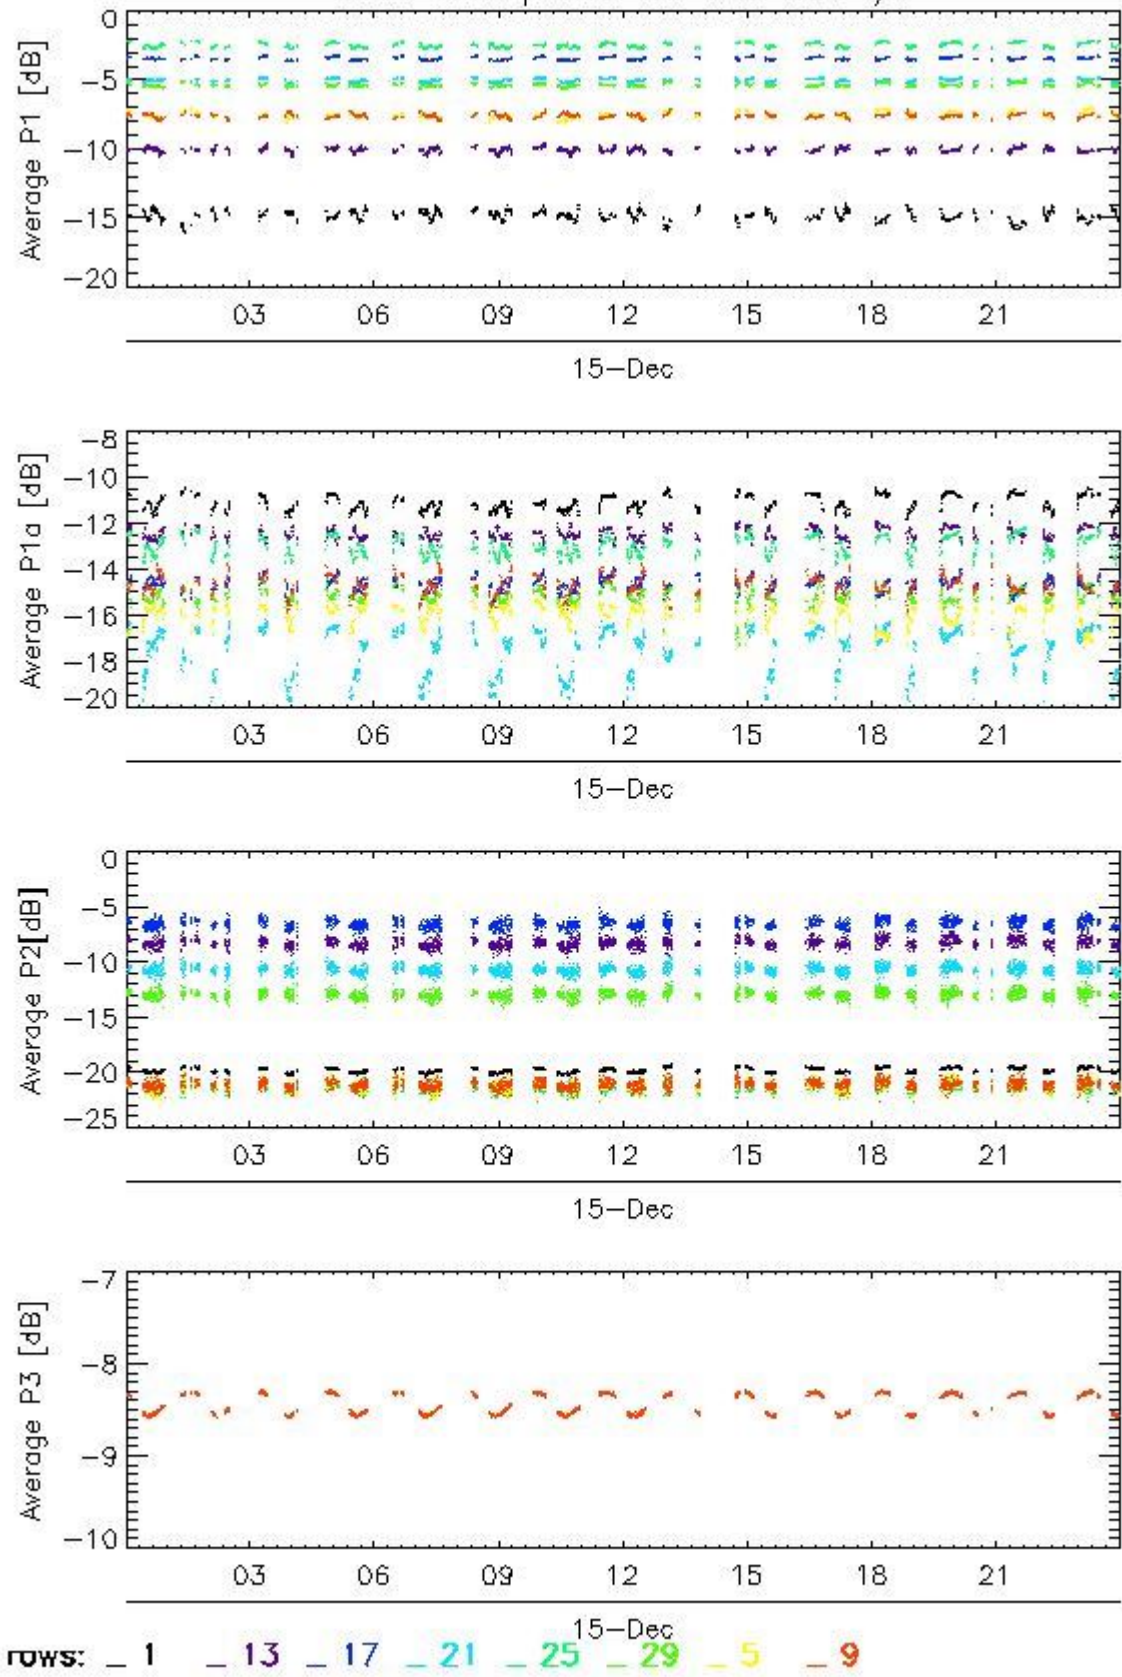 0
−5
−10
−15
−20
Average P1 [dB]
03 06 09 12 15 18 21
15−Dec
−8
−10
−12
−14
−16
−18
−20
Average P1a [dB]
03 06 09 12 15 18 21
15−Dec
0
−5
−10
−15
−20
−25
Average P2[dB]
03 06 09 12 15 18 21
15−Dec
−7
−8
−9
−10
Average P3 [dB]
03 06 09 12 15 18 21
15−Dec
rows: _ 1 _ 13 _ 17 _ 21 _ 25 _ 29 _ 5 _ 9